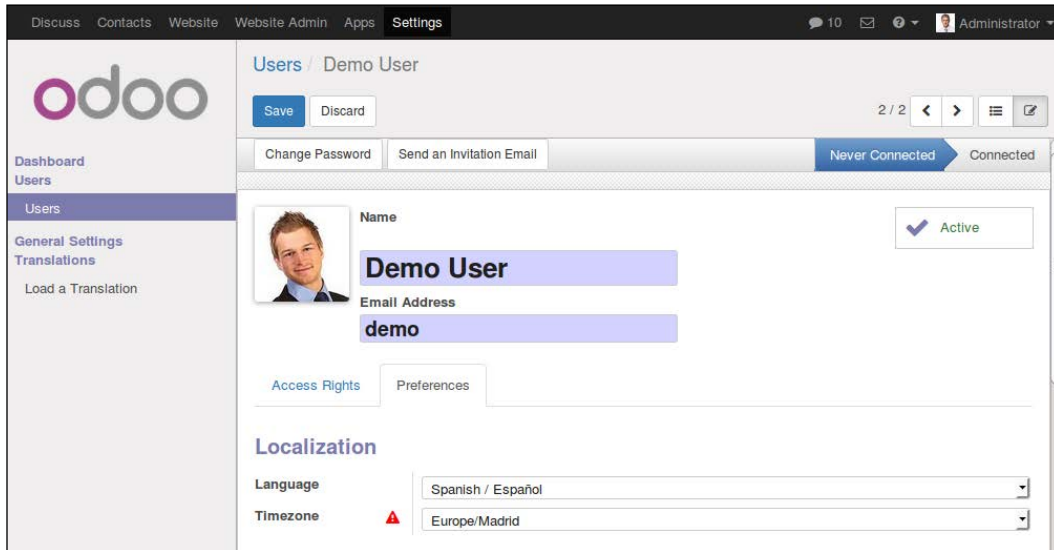 Discuss Contacts Website Website Admin Apps Settings 10 Administrator
odoo
Users / Demo User
Save Discard 2 / 2
Change Password Send an Invitation Email Never Connected Connected
Dashboard
Users
Users
General Settings
Translations
Load a Translation
Name
Active
Demo User
Email Address
demo
Access Rights Preferences
Localization
Language Spanish / Español
Timezone Europe/Madrid